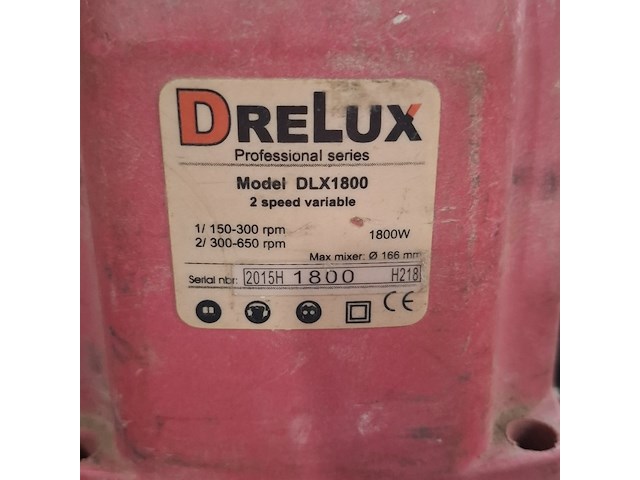 DRELUX
Professional series
Model DLX1800
2 speed variable
1/ 150-300 rpm
2/ 300-650 rpm
1800W
Max mixer: Ø 166 mm
Serial nbr: 2015H 1800 H218
CE